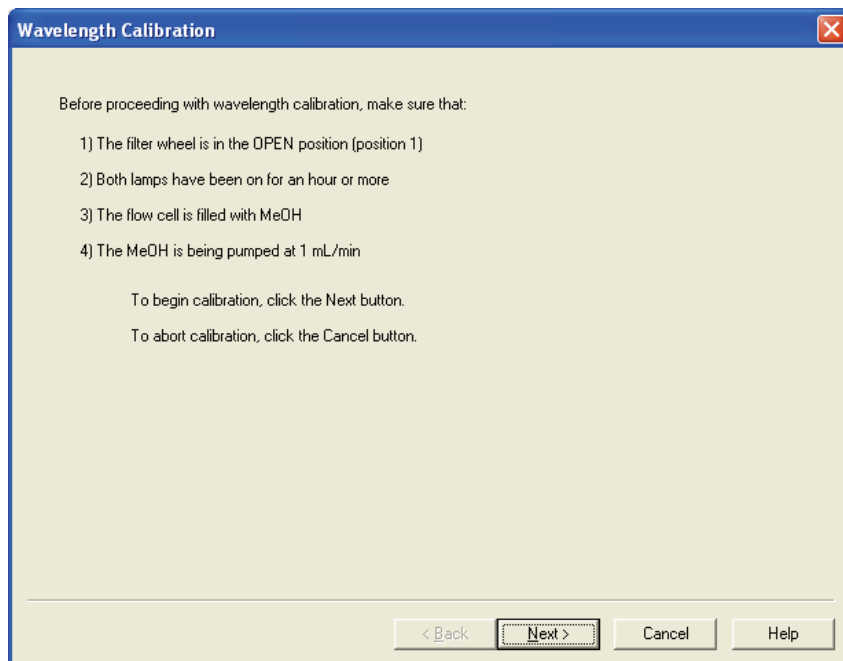 Wavelength Calibration
Before proceeding with wavelength calibration, make sure that:
1) The filter wheel is in the OPEN position (position 1)
2) Both lamps have been on for an hour or more
3) The flow cell is filled with MeOH
4) The MeOH is being pumped at 1 mL/min
To begin calibration, click the Next button.
To abort calibration, click the Cancel button.
< Back Next > Cancel Help